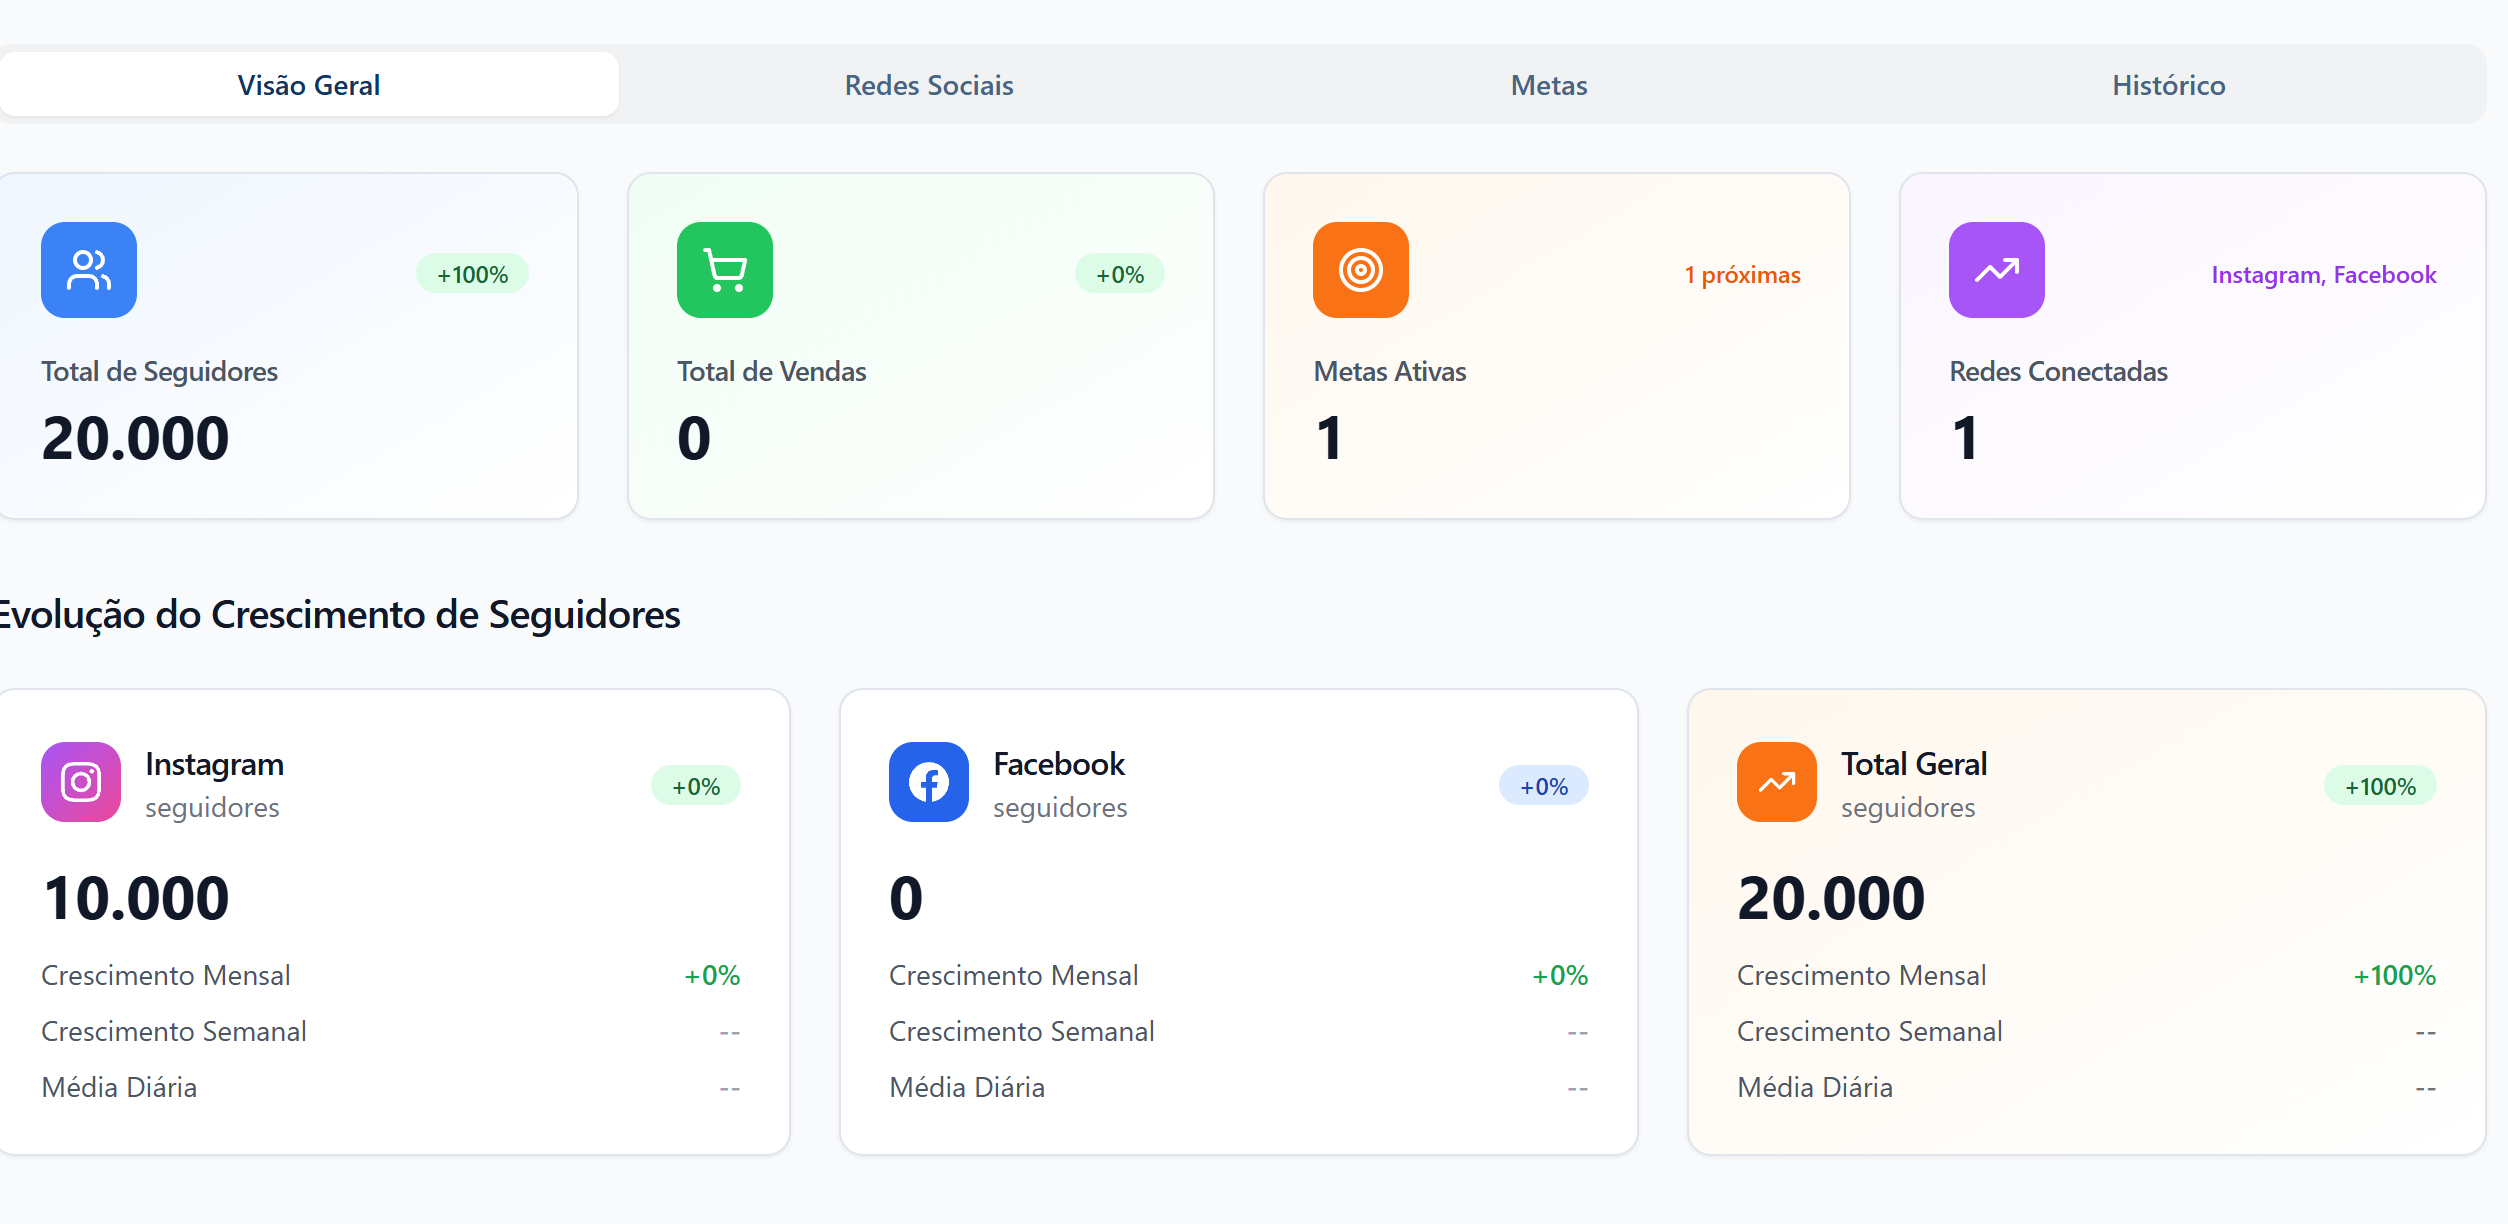 Visão Geral
Redes Sociais
Metas
Histórico
+100%
Total de Seguidores
20.000
+0%
Total de Vendas
0
1 próximas
Metas Ativas
1
Instagram, Facebook
Redes Conectadas
1
Evolução do Crescimento de Seguidores
Instagram
seguidores
+0%
10.000
Crescimento Mensal +0%
Crescimento Semanal --
Média Diária --
Facebook
seguidores
+0%
0
Crescimento Mensal +0%
Crescimento Semanal --
Média Diária --
Total Geral
seguidores
+100%
20.000
Crescimento Mensal +100%
Crescimento Semanal --
Média Diária --